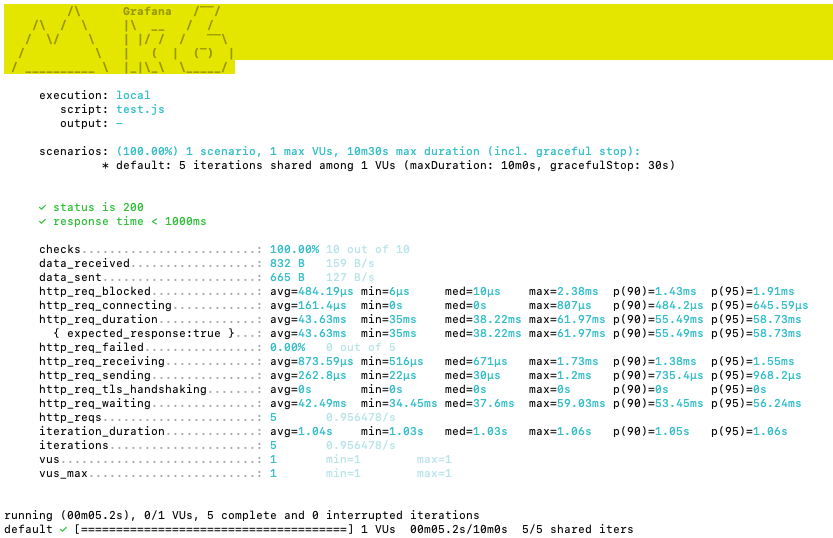 /\      Grafana   /‾‾/
    /\  /  \     |\  __   /  /
   /  \/    \    | |/ /  /   ‾‾\
  /          \   |   (  |  (‾)  |
 / __________ \  |_|\_\  \_____/
     execution: local
        script: test.js
        output: -
     scenarios: (100.00%) 1 scenario, 1 max VUs, 10m30s max duration (incl. graceful stop):
              * default: 5 iterations shared among 1 VUs (maxDuration: 10m0s, gracefulStop: 30s)
     ✓ status is 200
     ✓ response time < 1000ms
     checks.........................: 100.00% 10 out of 10
     data_received..................: 832 B   159 B/s
     data_sent......................: 665 B   127 B/s
     http_req_blocked...............: avg=484.19µs min=6µs     med=10µs    max=2.38ms  p(90)=1.43ms  p(95)=1.91ms
     http_req_connecting............: avg=161.4µs  min=0s      med=0s      max=807µs   p(90)=484.2µs p(95)=645.59µs
     http_req_duration..............: avg=43.63ms  min=35ms    med=38.22ms max=61.97ms p(90)=55.49ms p(95)=58.73ms
       { expected_response:true }...: avg=43.63ms  min=35ms    med=38.22ms max=61.97ms p(90)=55.49ms p(95)=58.73ms
     http_req_failed................: 0.00%   0 out of 5
     http_req_receiving.............: avg=873.59µs min=516µs   med=671µs   max=1.73ms  p(90)=1.38ms  p(95)=1.55ms
     http_req_sending...............: avg=262.8µs  min=22µs    med=30µs    max=1.2ms   p(90)=735.4µs p(95)=968.2µs
     http_req_tls_handshaking.......: avg=0s       min=0s      med=0s      max=0s      p(90)=0s      p(95)=0s
     http_req_waiting...............: avg=42.49ms  min=34.45ms med=37.6ms  max=59.03ms p(90)=53.45ms p(95)=56.24ms
     http_reqs......................: 5       0.956478/s
     iteration_duration.............: avg=1.04s    min=1.03s   med=1.03s   max=1.06s   p(90)=1.05s   p(95)=1.06s
     iterations.....................: 5       0.956478/s
     vus............................: 1       min=1        max=1
     vus_max........................: 1       min=1        max=1
running (00m05.2s), 0/1 VUs, 5 complete and 0 interrupted iterations
default ✓ [======================================] 1 VUs  00m05.2s/10m0s  5/5 shared iters